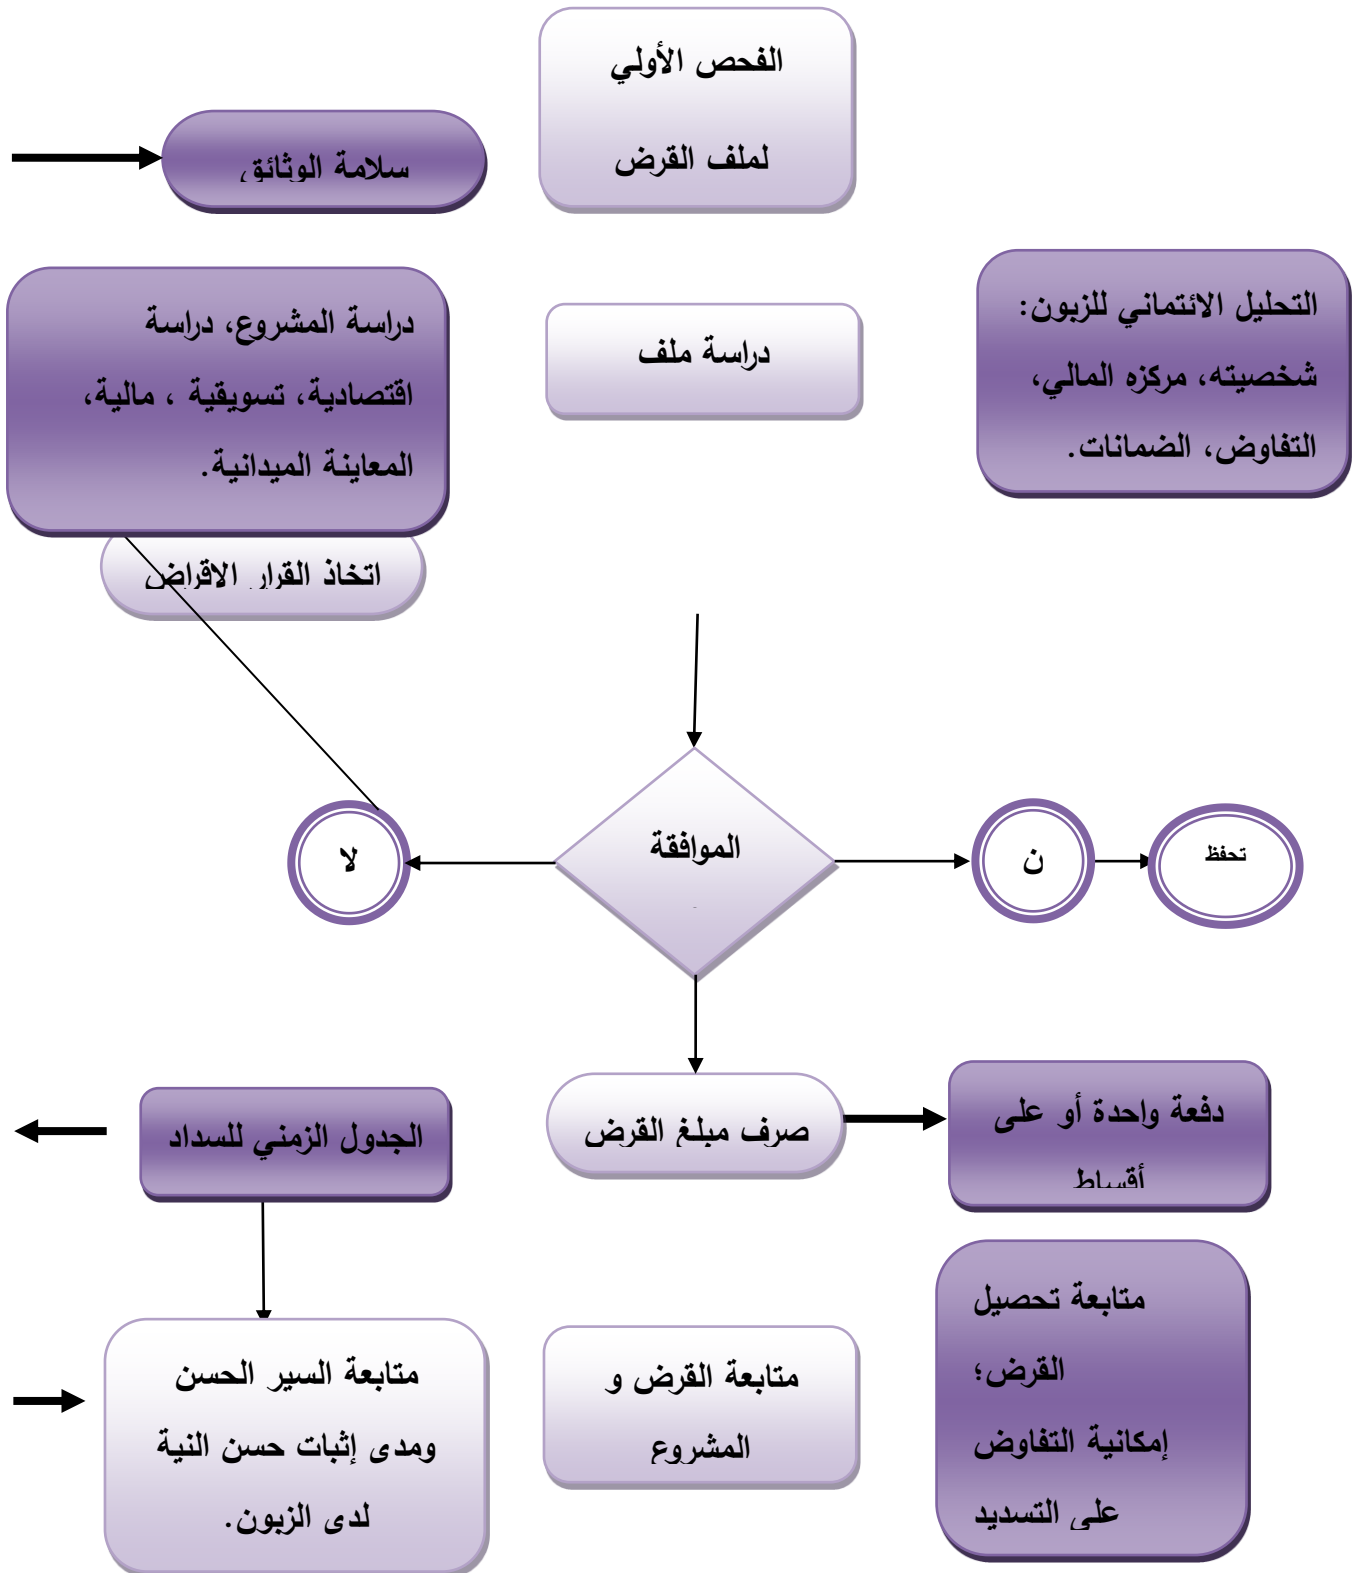 الفحص الأولي
لملف القرض
سلامة الوثائق
التحليل الائتماني للزبون:
شخصيته، مركزه المالي،
التفاوض، الضمانات.
دراسة ملف
دراسة المشروع، دراسة
اقتصادية، تسويقية ، مالية،
المعاينة الميدانية.
اتخاذ القرار الاقراض
الموافقة
لا
ن
تحفظ
صرف مبلغ القرض
دفعة واحدة أو على
أقساط
الجدول الزمني للسداد
متابعة تحصيل
القرض؛
إمكانية التفاوض
على التسديد
متابعة القرض و
المشروع
متابعة السير الحسن
ومدى إثبات حسن النية
لدى الزبون.